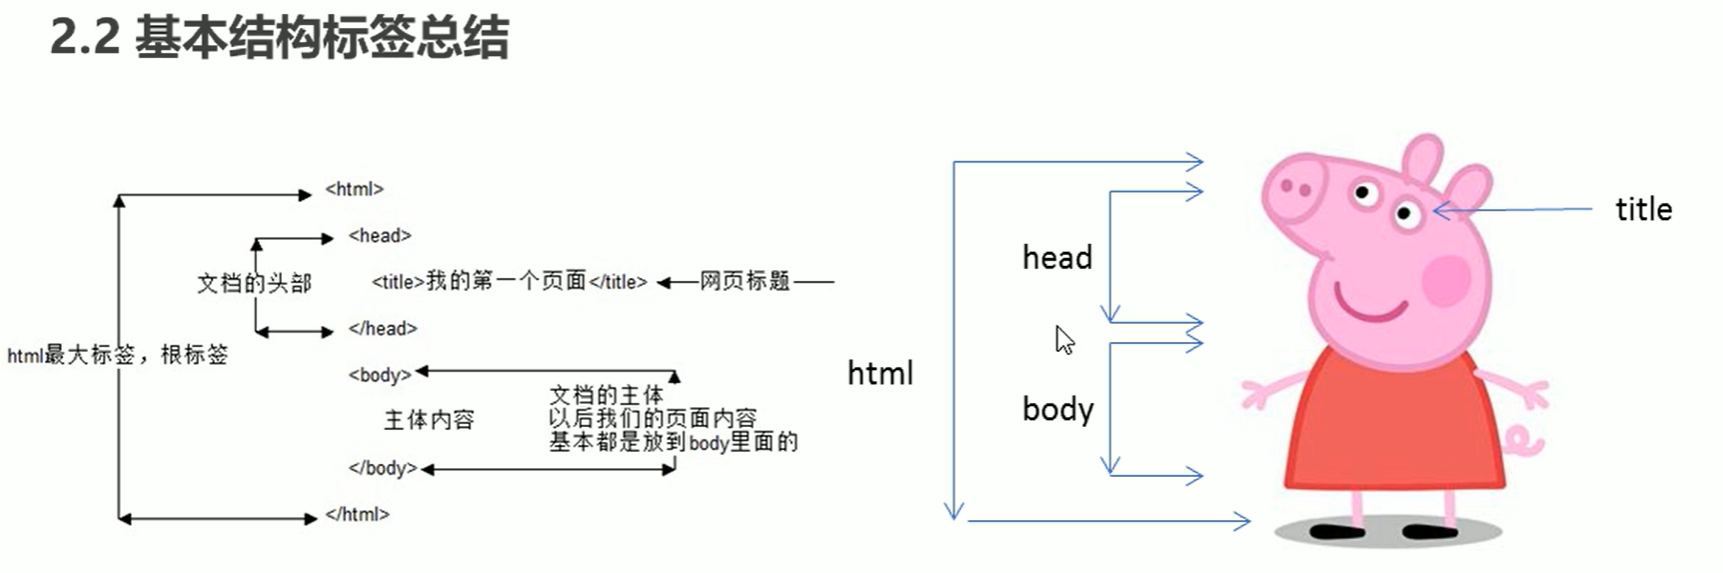 2.2 基本结构标签总结
<html>
<head>
文档的头部
<title>我的第一个页面</title>
网页标题
</head>
html最大标签，根标签
<body>
文档的主体
以后我们的页面内容
基本都是放到body里面的
主体内容
</body>
</html>
title
head
html
body